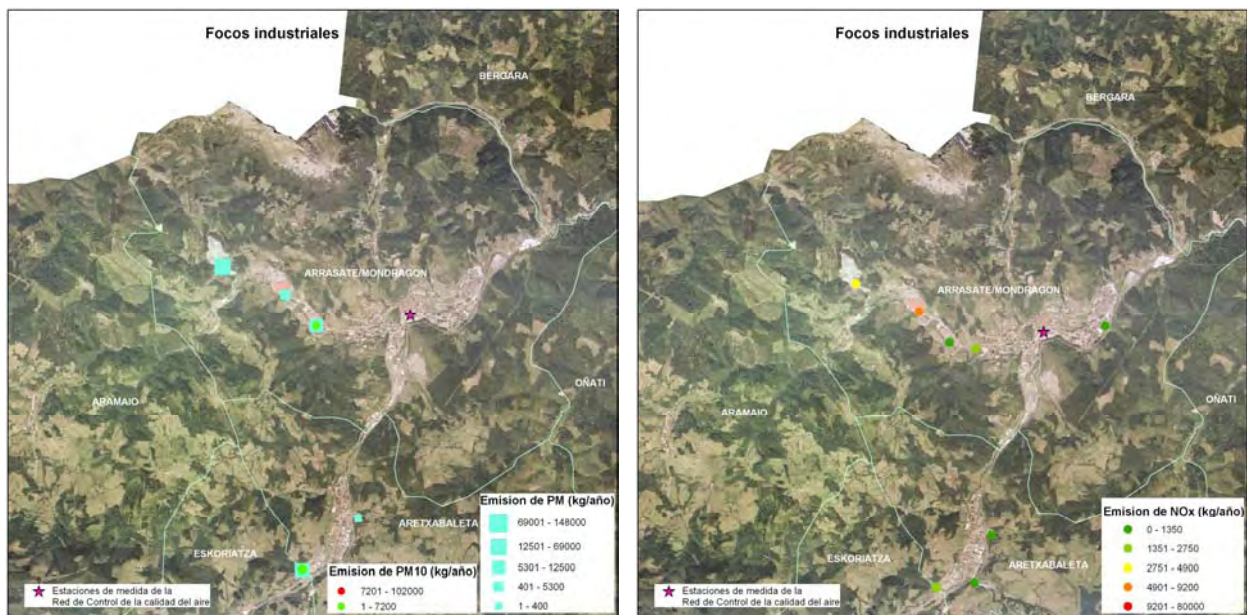 Focos industriales
BERGARA
ARRASATE/MONDRAGON
OÑATI
ARAMAIO
ARETXABALETA
ESKORIATZA
Estaciones de medida de la
Red de Control de la calidad del aire
Emision de PM10 (kg/año)
7201 - 102000
1 - 7200
Emision de PM (kg/año)
69001 - 148000
12501 - 69000
5301 - 12500
401 - 5300
1 - 400
Focos industriales
BERGARA
ARRASATE/MONDRAGON
OÑATI
ARAMAIO
ARETXABALETA
ESKORIATZA
Estaciones de medida de la
Red de Control de la calidad del aire
Emision de NOx (kg/año)
0 - 1350
1351 - 2750
2751 - 4900
4901 - 9200
9201 - 80000